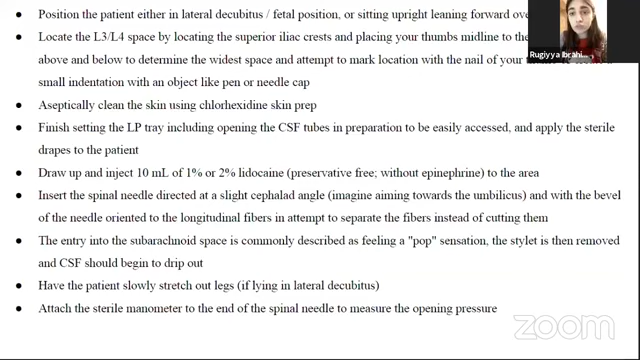 ● Position the patient either in lateral decubitus / fetal position, or sitting upright leaning forward ove
● Locate the L3/L4 space by locating the superior iliac crests and placing your thumbs midline to the
above and below to determine the widest space and attempt to mark location with the nail of your
small indentation with an object like pen or needle cap
● Aseptically clean the skin using chlorhexidine skin prep
● Finish setting the LP tray including opening the CSF tubes in preparation to be easily accessed, and apply the sterile
drapes to the patient
● Draw up and inject 10 mL of 1% or 2% lidocaine (preservative free; without epinephrine) to the area
● Insert the spinal needle directed at a slight cephalad angle (imagine aiming towards the umbilicus) and with the bevel
of the needle oriented to the longitudinal fibers in attempt to separate the fibers instead of cutting them
● The entry into the subarachnoid space is commonly described as feeling a "pop" sensation, the stylet is then removed
and CSF should begin to drip out
● Have the patient slowly stretch out legs (if lying in lateral decubitus)
● Attach the sterile manometer to the end of the spinal needle to measure the opening pressure
Rugiyya Ibrahi...
zoom